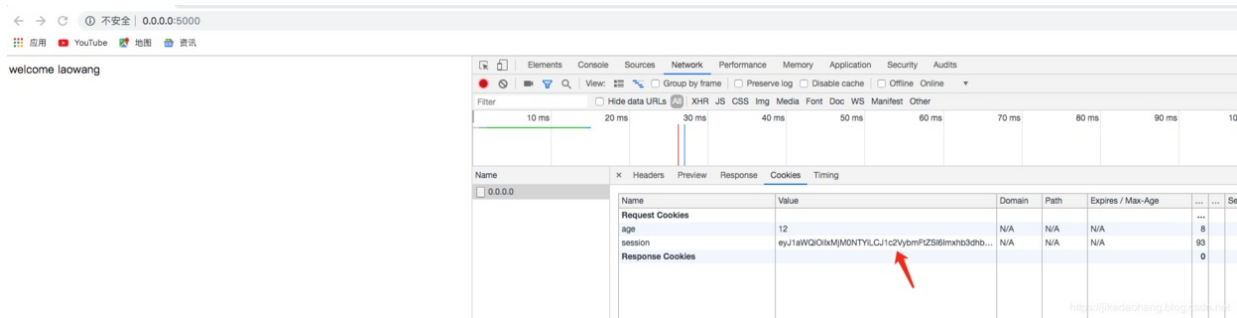 不安全 | 0.0.0.0:5000
应用 YouTube 地图 资讯
welcome laowang
Elements Console Sources Network Performance Memory Application Security Audits
View: Group by frame Preserve log Disable cache Offline Online
Filter Hide data URLs All XHR JS CSS Img Media Font Doc WS Manifest Other
10 ms 20 ms 30 ms 40 ms 50 ms 60 ms 70 ms 80 ms 90 ms 10
Name × Headers Preview Response Cookies Timing
0.0.0.0
Name Value Domain Path Expires / Max-Age ... ... Se
Request Cookies ...
age 12 N/A N/A N/A 8
session N/A N/A N/A 93
Response Cookies 0